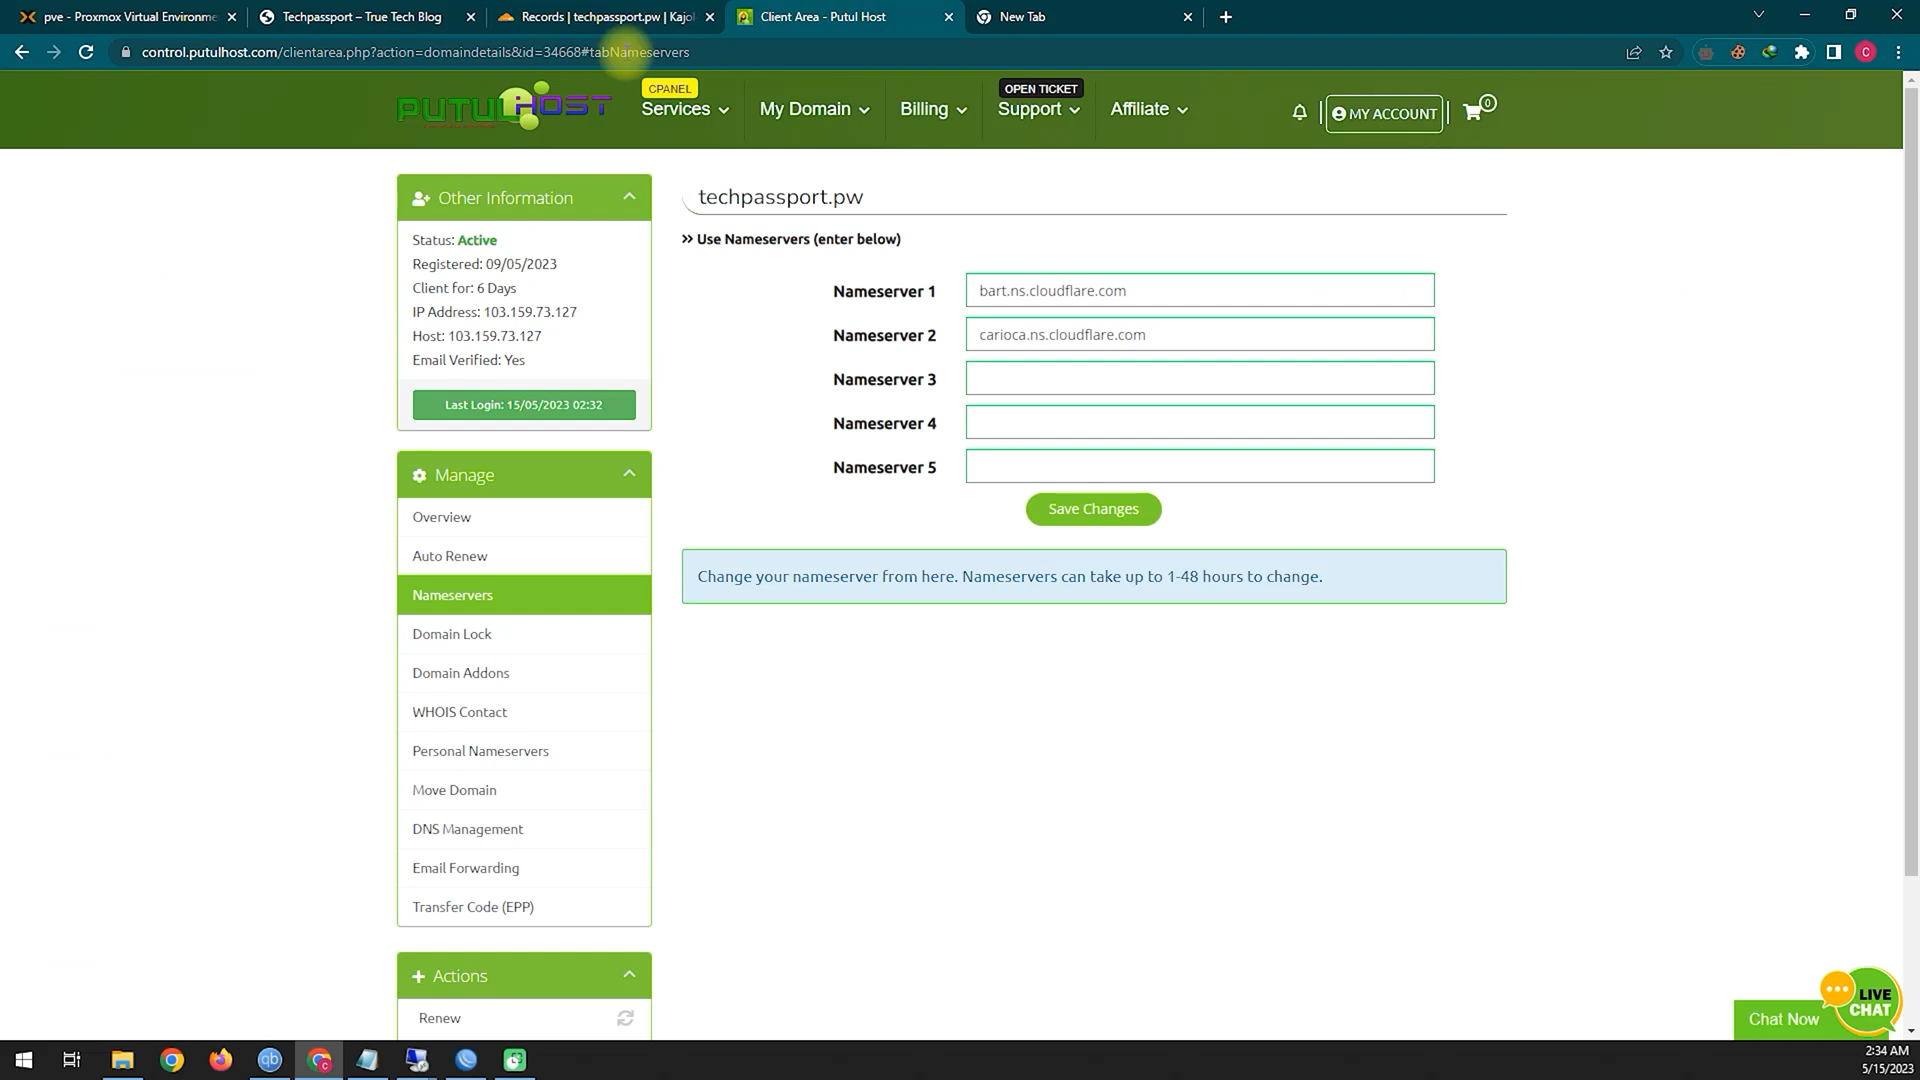 pve - Proxmox Virtual Environme
Techpassport – True Tech Blog
Records | techpassport.pw | Kajol
Client Area - Putul Host
New Tab
control.putulhost.com/clientarea.php?action=domaindetails&id=34668#tabNameservers
C
PUTULHOST
CPANEL
Services
My Domain
Billing
OPEN TICKET
Support
Affiliate
MY ACCOUNT
0
Other Information
Status: Active
Registered: 09/05/2023
Client for: 6 Days
IP Address: 103.159.73.127
Host: 103.159.73.127
Email Verified: Yes
Last Login: 15/05/2023 02:32
Manage
Overview
Auto Renew
Nameservers
Domain Lock
Domain Addons
WHOIS Contact
Personal Nameservers
Move Domain
DNS Management
Email Forwarding
Transfer Code (EPP)
Actions
Renew
techpassport.pw
» Use Nameservers (enter below)
Nameserver 1
bart.ns.cloudflare.com
Nameserver 2
carioca.ns.cloudflare.com
Nameserver 3
Nameserver 4
Nameserver 5
Save Changes
Change your nameserver from here. Nameservers can take up to 1-48 hours to change.
LIVE
CHAT
Chat Now
qb
2:34 AM
5/15/2023